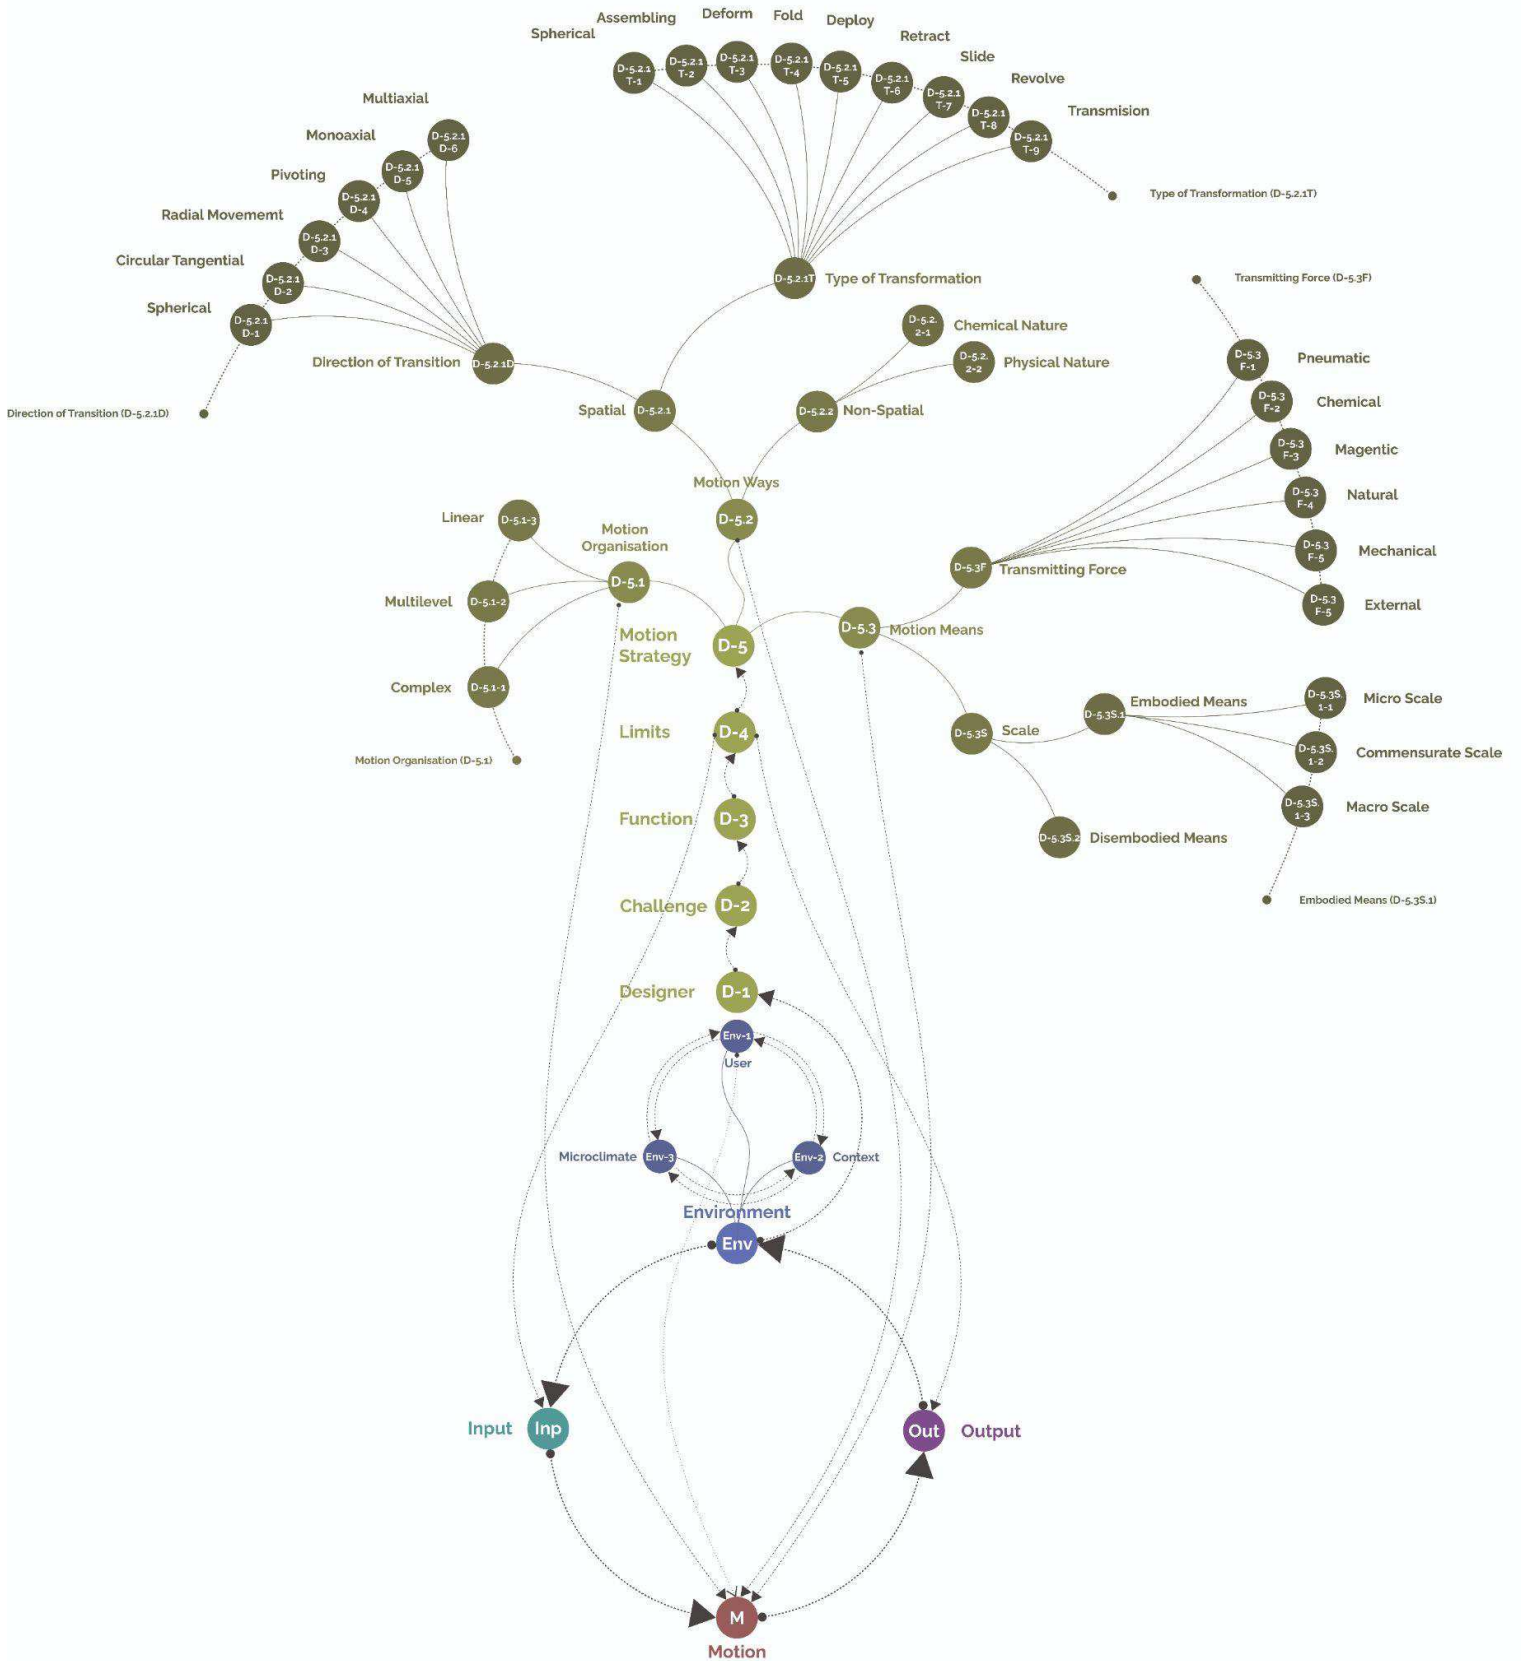 Spherical
Assembling
Deform
Fold
Deploy
Retract
Slide
Revolve
Transmision
D-5.2.1
T-1
D-5.2.1
T-2
D-5.2.1
T-3
D-5.2.1
T-4
D-5.2.1
T-5
D-5.2.1
T-6
D-5.2.1
T-7
D-5.2.1
T-8
D-5.2.1
T-9
Type of Transformation (D-5.2.1T)
D-5.2.1T
Type of Transformation
Multiaxial
D-5.2.1
D-6
Monoaxial
D-5.2.1
D-5
Pivoting
D-5.2.1
D-4
Radial Movememt
D-5.2.1
D-3
Circular Tangential
D-5.2.1
D-2
Spherical
D-5.2.1
D-1
Direction of Transition
D-5.2.1D
Direction of Transition (D-5.2.1D)
Spatial
D-5.2.1
D-5.2.
2-1
Chemical Nature
D-5.2.
2-2
Physical Nature
D-5.2.2
Non-Spatial
Transmitting Force (D-5.3F)
D-5.3
F-1
Pneumatic
D-5.3
F-2
Chemical
D-5.3
F-3
Magentic
D-5.3
F-4
Natural
D-5.3
F-5
Mechanical
D-5.3
F-5
External
D-5.3F
Transmitting Force
Motion Ways
D-5.2
Linear
D-5.1-3
Motion
Organisation
D-5.1
Multilevel
D-5.1-2
Complex
D-5.1-1
Motion Organisation (D-5.1)
Motion
Strategy
D-5
D-5.3
Motion Means
D-5.3S
Scale
D-5.3S.1
Embodied Means
D-5.3S.
1-1
Micro Scale
D-5.3S.
1-2
Commensurate Scale
D-5.3S.
1-3
Macro Scale
D-5.3S.2
Disembodied Means
Embodied Means (D-5.3S.1)
Limits
D-4
Function
D-3
Challenge
D-2
Designer
D-1
Env-1
User
Microclimate
Env-3
Env-2
Context
Environment
Env
Input
Inp
Out
Output
M
Motion